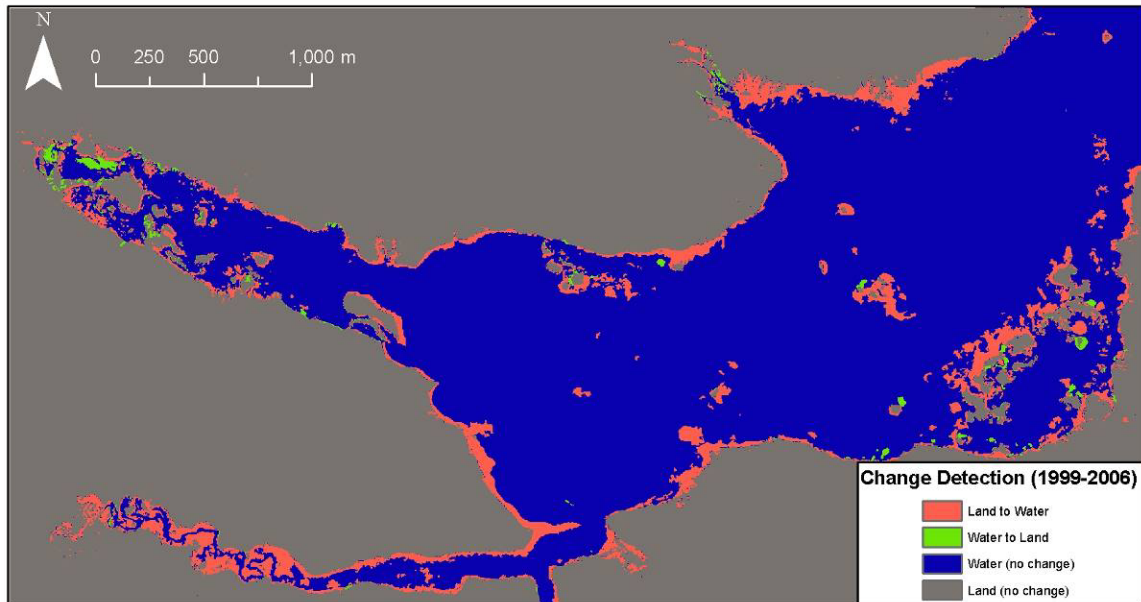 N
0 250 500 1,000 m
Change Detection (1999-2006)
Land to Water
Water to Land
Water (no change)
Land (no change)